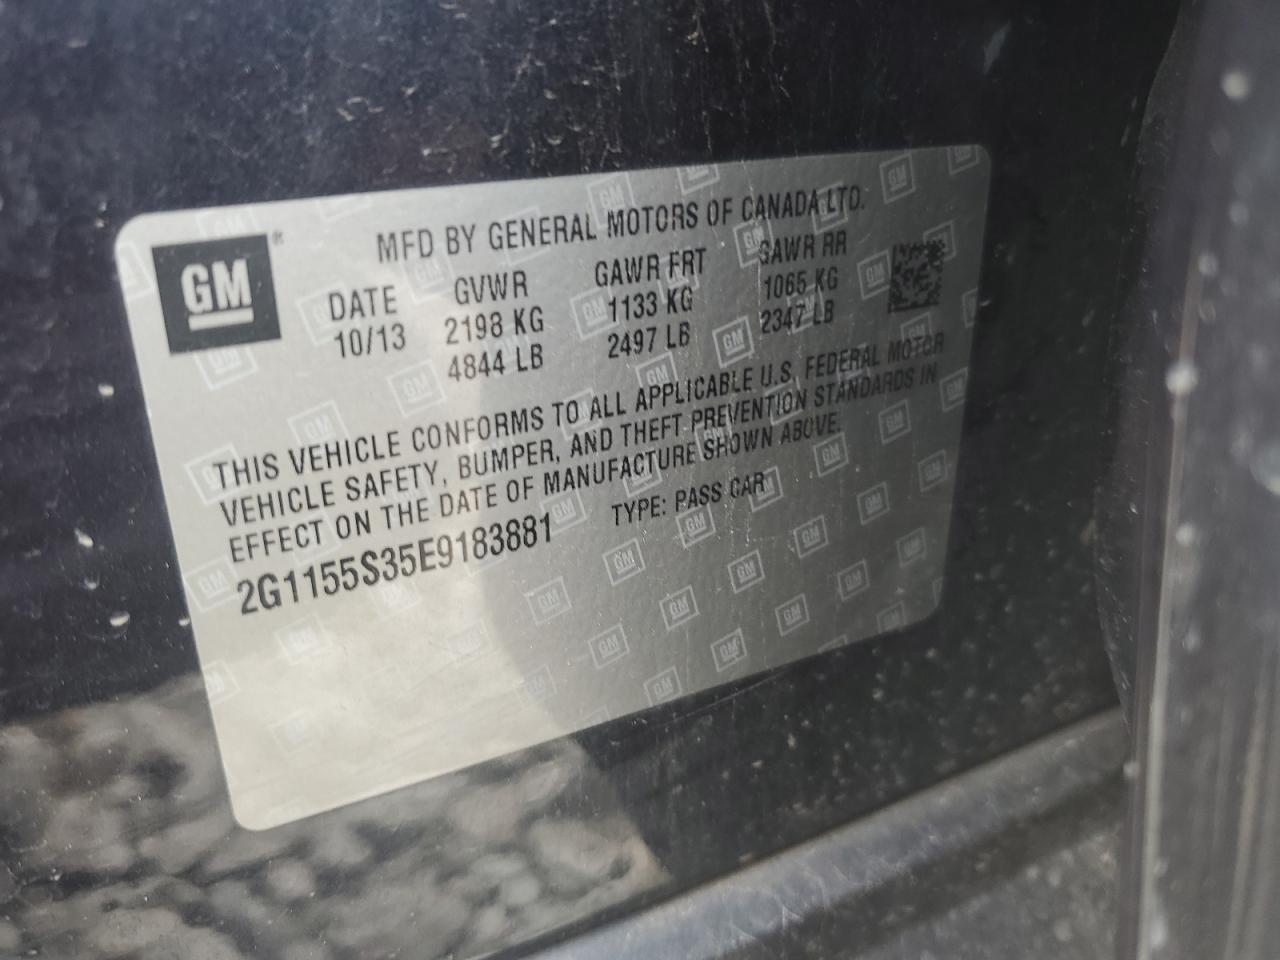 GM
MFD BY GENERAL MOTORS OF CANADA LTD.
DATE GVWR GAWR FRT GAWR RR
10/13 2198 KG 1133 KG 1065 KG
4844 LB 2497 LB 2347 LB
THIS VEHICLE CONFORMS TO ALL APPLICABLE U.S. FEDERAL MOTOR
VEHICLE SAFETY, BUMPER, AND THEFT PREVENTION STANDARDS IN
EFFECT ON THE DATE OF MANUFACTURE SHOWN ABOVE.
2G1155S35E9183881 TYPE: PASS CAR